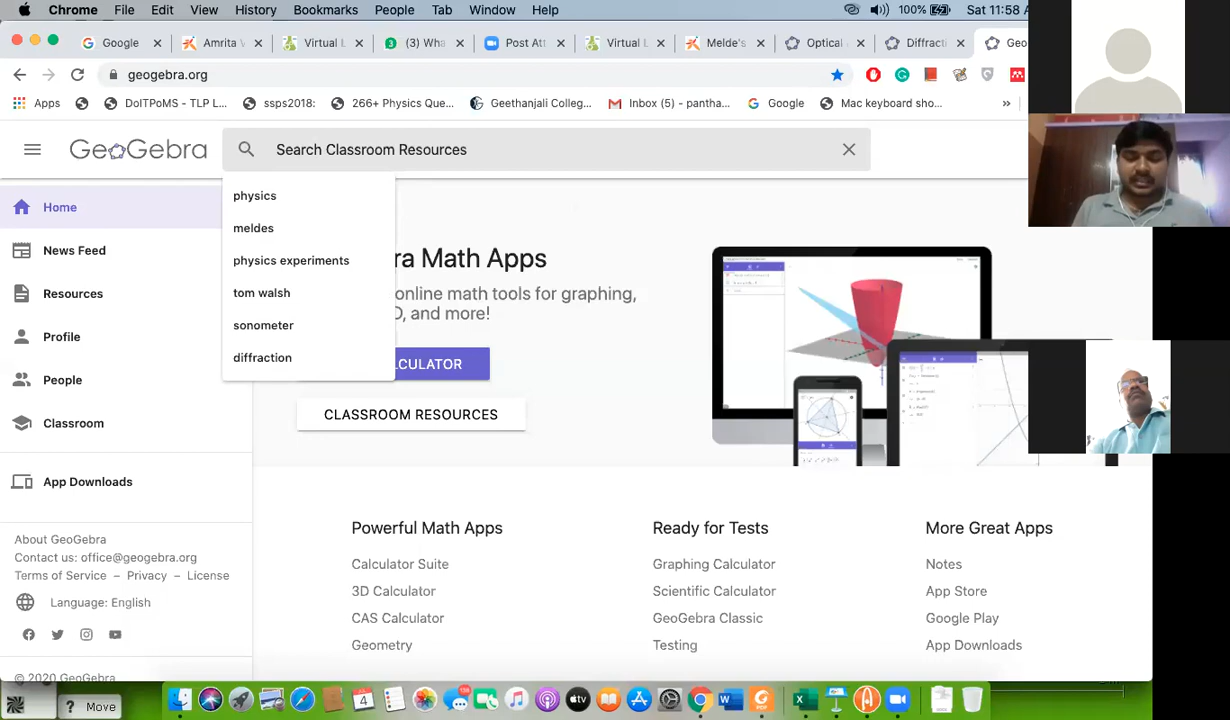 Chrome File Edit View History Bookmarks People Tab Window Help 100% Sat 11:58 A
Google Amrita V Virtual L (3) Wha Post Att Virtual L Melde's Optical Diffracti Geo
geogebra.org
Apps DoITPoMS - TLP L... ssps2018: 266+ Physics Que... Geethanjali Colleg... Inbox (5) - pantha... Google Mac keyboard sho... »
GeoGebra
Search Classroom Resources
physics
meldes
physics experiments
tom walsh
sonometer
diffraction
Home
News Feed
Resources
Profile
People
Classroom
App Downloads
About GeoGebra
Contact us: office@geogebra.org
Terms of Service – Privacy – License
Language: English
© 2020 GeoGebra
ra Math Apps
online math tools for graphing,
D, and more!
CULATOR
CLASSROOM RESOURCES
Powerful Math Apps
Calculator Suite
3D Calculator
CAS Calculator
Geometry
Ready for Tests
Graphing Calculator
Scientific Calculator
GeoGebra Classic
Testing
More Great Apps
Notes
App Store
Google Play
App Downloads
? Move